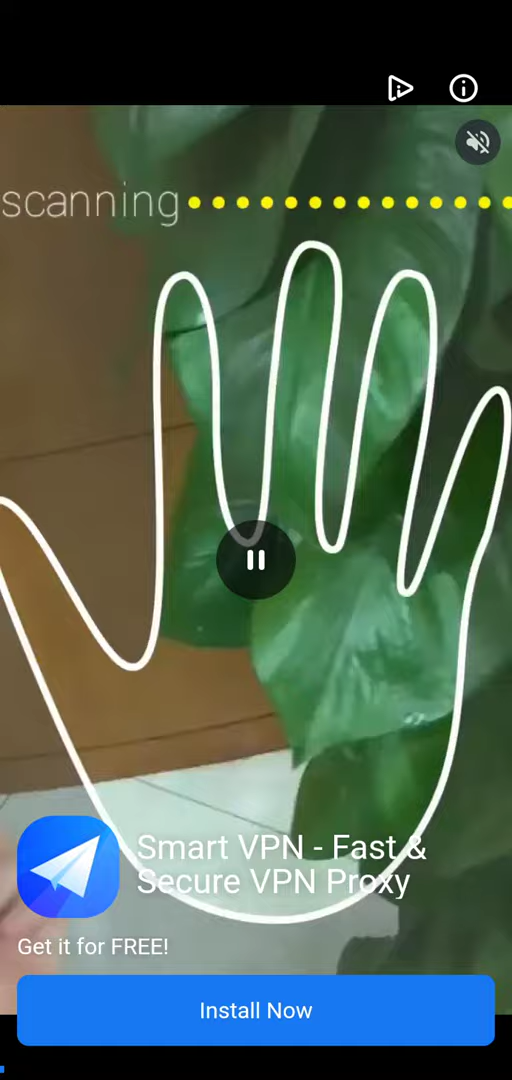 scanning
Smart VPN - Fast &
Secure VPN Proxy
Get it for FREE!
Install Now